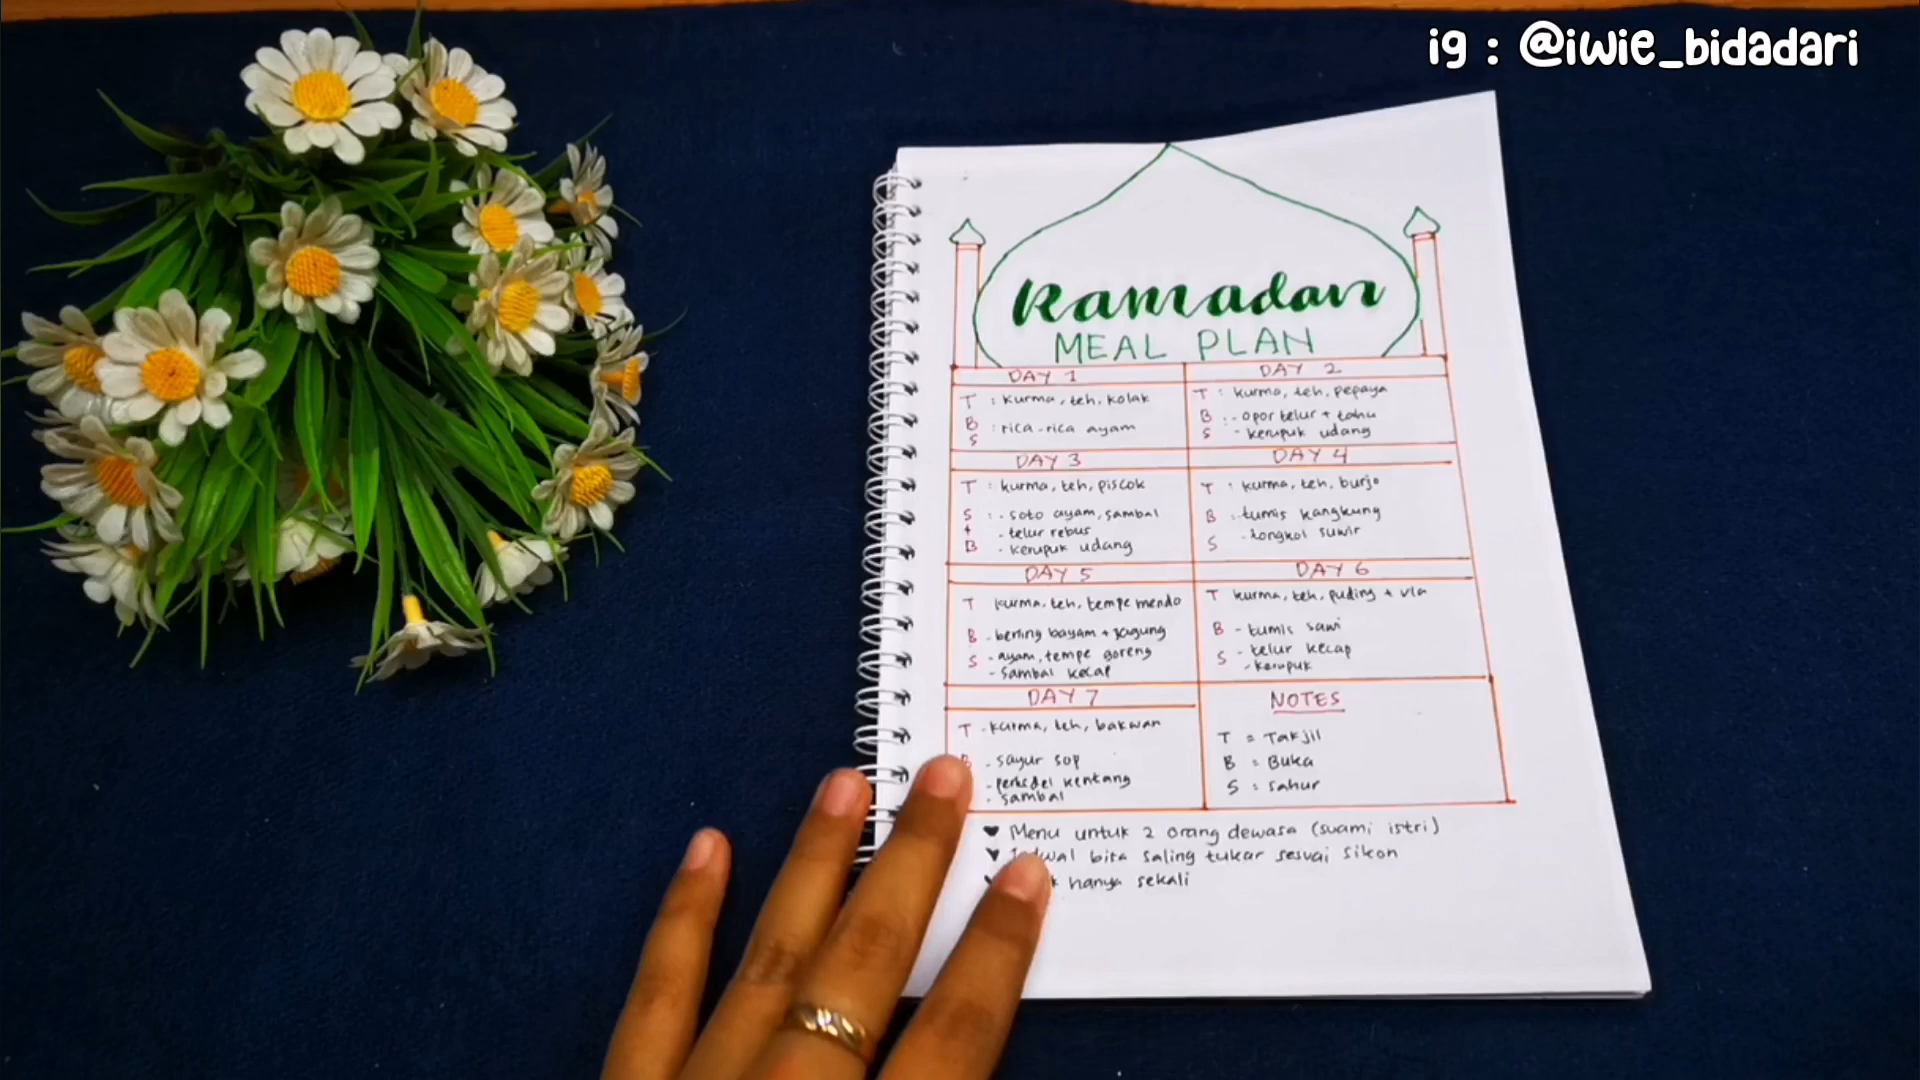 ig : @iwie_bidadari
Ramadan
MEAL PLAN
DAY 1
T : kurma, teh, kolak
B : rica-rica ayam
S
DAY 2
T : kurma, teh, pepaya
B : - opor telur + tahu
S - kerupuk udang
DAY 3
T : kurma, teh, piscok
S : - soto ayam, sambal
+ - telur rebus
B - kerupuk udang
DAY 4
T : kurma, teh, burjo
B : - tumis kangkung
S - tongkol suwir
DAY 5
T kurma, teh, tempe mendo
B - bening bayam + jagung
S - ayam, tempe goreng
- sambal kecap
DAY 6
T kurma, teh, puding + vla
B - tumis sawi
S - telur kecap
- kerupuk
DAY 7
T - kurma, teh, bakwan
B - sayur sop
- perkedel kentang
- sambal
NOTES
T = Takjil
B = Buka
S = Sahur
♥ Menu untuk 2 orang dewasa (suami istri)
♥ Jadwal bisa saling tukar sesuai sikon
hanya sekali